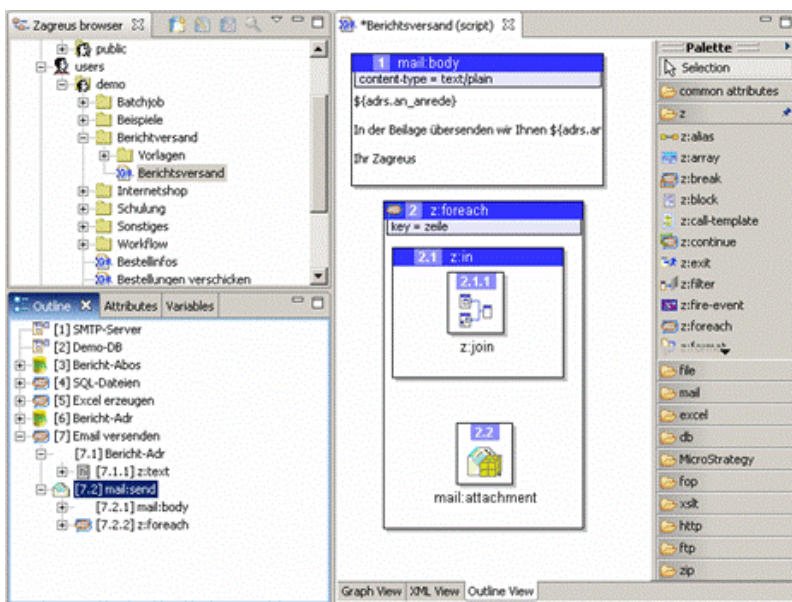 Zagreus browser
public
users
demo
Batchjob
Beispiele
Berichtversand
Vorlagen
Berichtsversand
Internetshop
Schulung
Sonstiges
Workflow
Bestellinfos
Bestellungen verschicken
Outline Attributes Variables
[1] SMTP-Server
[2] Demo-DB
[3] Bericht-Abos
[4] SQL-Dateien
[5] Excel erzeugen
[6] Bericht-Adr
[7] Email versenden
[7.1] Bericht-Adr
[7.1.1] z:text
[7.2] mail:send
[7.2.1] mail:body
[7.2.2] z:foreach
*Berichtsversand (script)
1 mail:body
content-type = text/plain
${adrs.an_anrede}
In der Beilage übersenden wir Ihnen ${adrs.ar
Ihr Zagreus
2 z:foreach
key = zeile
2.1 z:in
2.1.1
z:join
2.2
mail:attachment
Graph View XML View Outline View
Palette
Selection
common attributes
z
z:alias
z:array
z:break
z:block
z:call-template
z:continue
z:exit
z:filter
z:fire-event
z:foreach
file
mail
excel
db
MicroStrategy
fop
xslt
http
ftp
zip